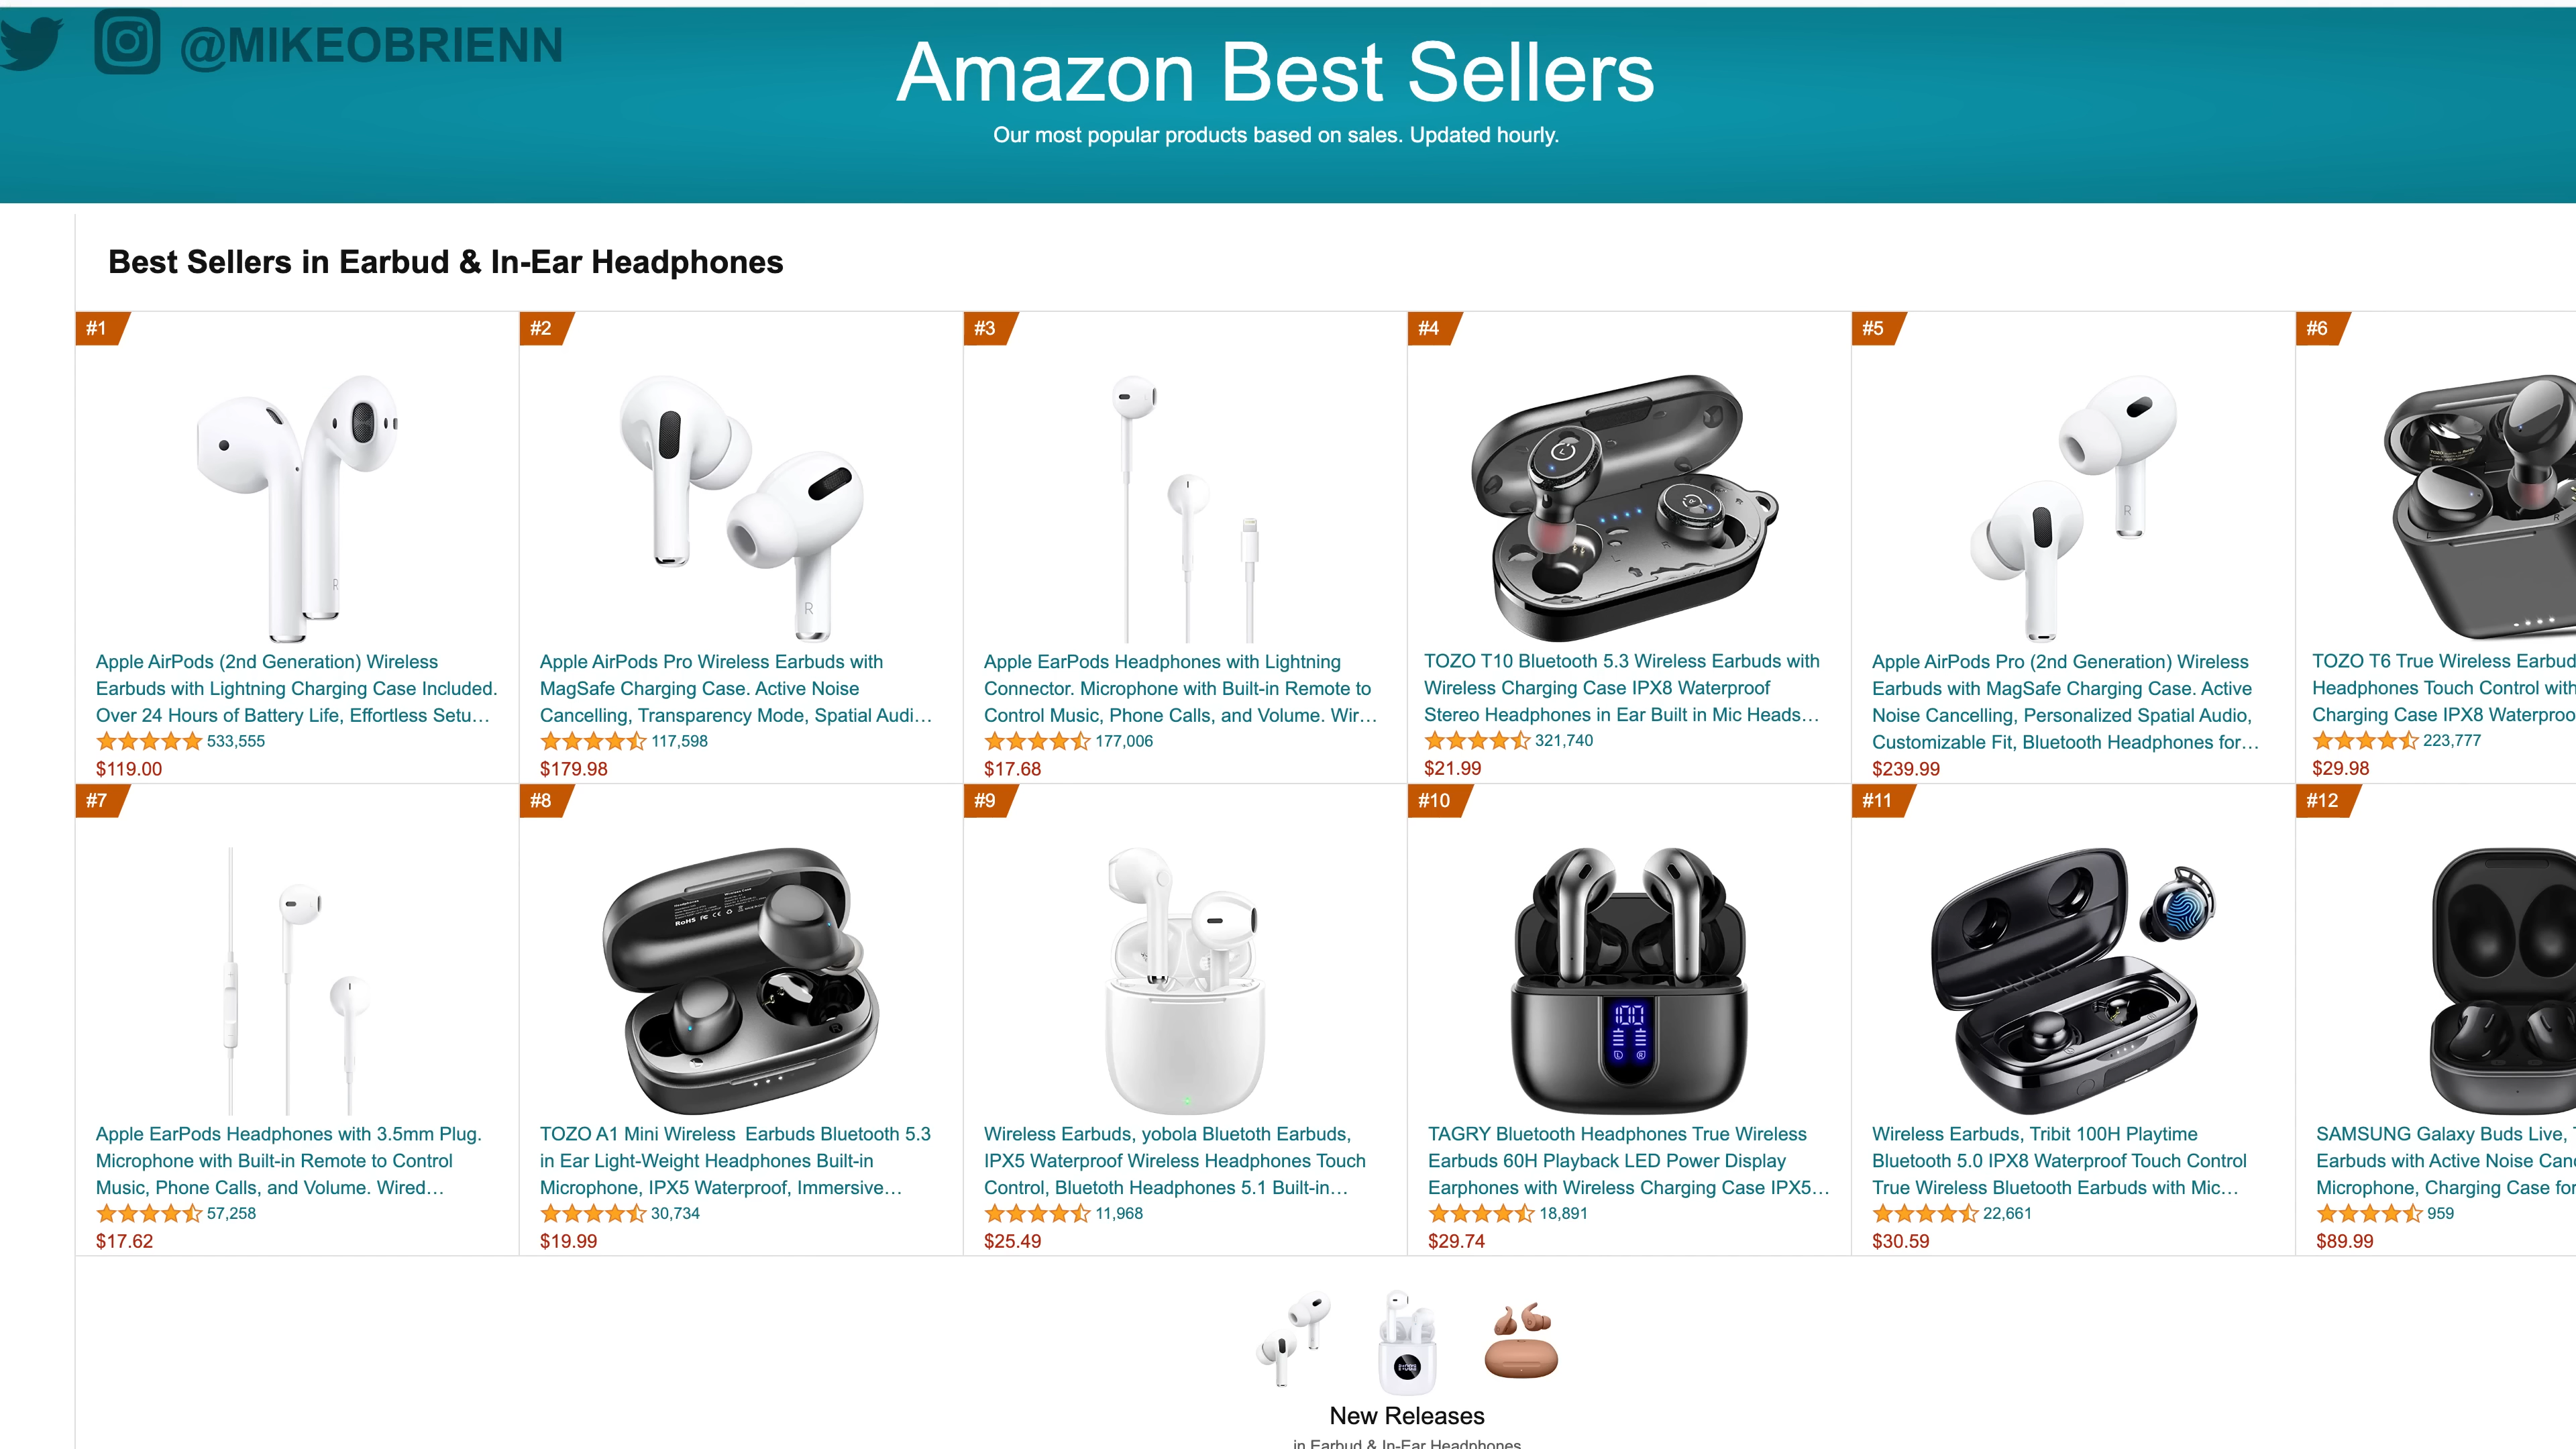 @MIKEOBRIENN
Amazon Best Sellers
Our most popular products based on sales. Updated hourly.
Best Sellers in Earbud & In-Ear Headphones
#1
Apple AirPods (2nd Generation) Wireless
Earbuds with Lightning Charging Case Included.
Over 24 Hours of Battery Life, Effortless Setu…
533,555
$119.00
#2
Apple AirPods Pro Wireless Earbuds with
MagSafe Charging Case. Active Noise
Cancelling, Transparency Mode, Spatial Audi…
117,598
$179.98
#3
Apple EarPods Headphones with Lightning
Connector. Microphone with Built-in Remote to
Control Music, Phone Calls, and Volume. Wir…
177,006
$17.68
#4
TOZO T10 Bluetooth 5.3 Wireless Earbuds with
Wireless Charging Case IPX8 Waterproof
Stereo Headphones in Ear Built in Mic Heads…
321,740
$21.99
#5
Apple AirPods Pro (2nd Generation) Wireless
Earbuds with MagSafe Charging Case. Active
Noise Cancelling, Personalized Spatial Audio,
Customizable Fit, Bluetooth Headphones for…
$239.99
#6
TOZO T6 True Wireless Earbud
Headphones Touch Control with
Charging Case IPX8 Waterproo
223,777
$29.98
#7
Apple EarPods Headphones with 3.5mm Plug.
Microphone with Built-in Remote to Control
Music, Phone Calls, and Volume. Wired…
57,258
$17.62
#8
RoHS
TOZO A1 Mini Wireless Earbuds Bluetooth 5.3
in Ear Light-Weight Headphones Built-in
Microphone, IPX5 Waterproof, Immersive…
30,734
$19.99
#9
Wireless Earbuds, yobola Bluetoth Earbuds,
IPX5 Waterproof Wireless Headphones Touch
Control, Bluetoth Headphones 5.1 Built-in…
11,968
$25.49
#10
100
L R
TAGRY Bluetooth Headphones True Wireless
Earbuds 60H Playback LED Power Display
Earphones with Wireless Charging Case IPX5…
18,891
$29.74
#11
Wireless Earbuds, Tribit 100H Playtime
Bluetooth 5.0 IPX8 Waterproof Touch Control
True Wireless Bluetooth Earbuds with Mic…
22,661
$30.59
#12
SAMSUNG Galaxy Buds Live,
Earbuds with Active Noise Canc
Microphone, Charging Case for
959
$89.99
New Releases
in Earbud & In-Ear Headphones